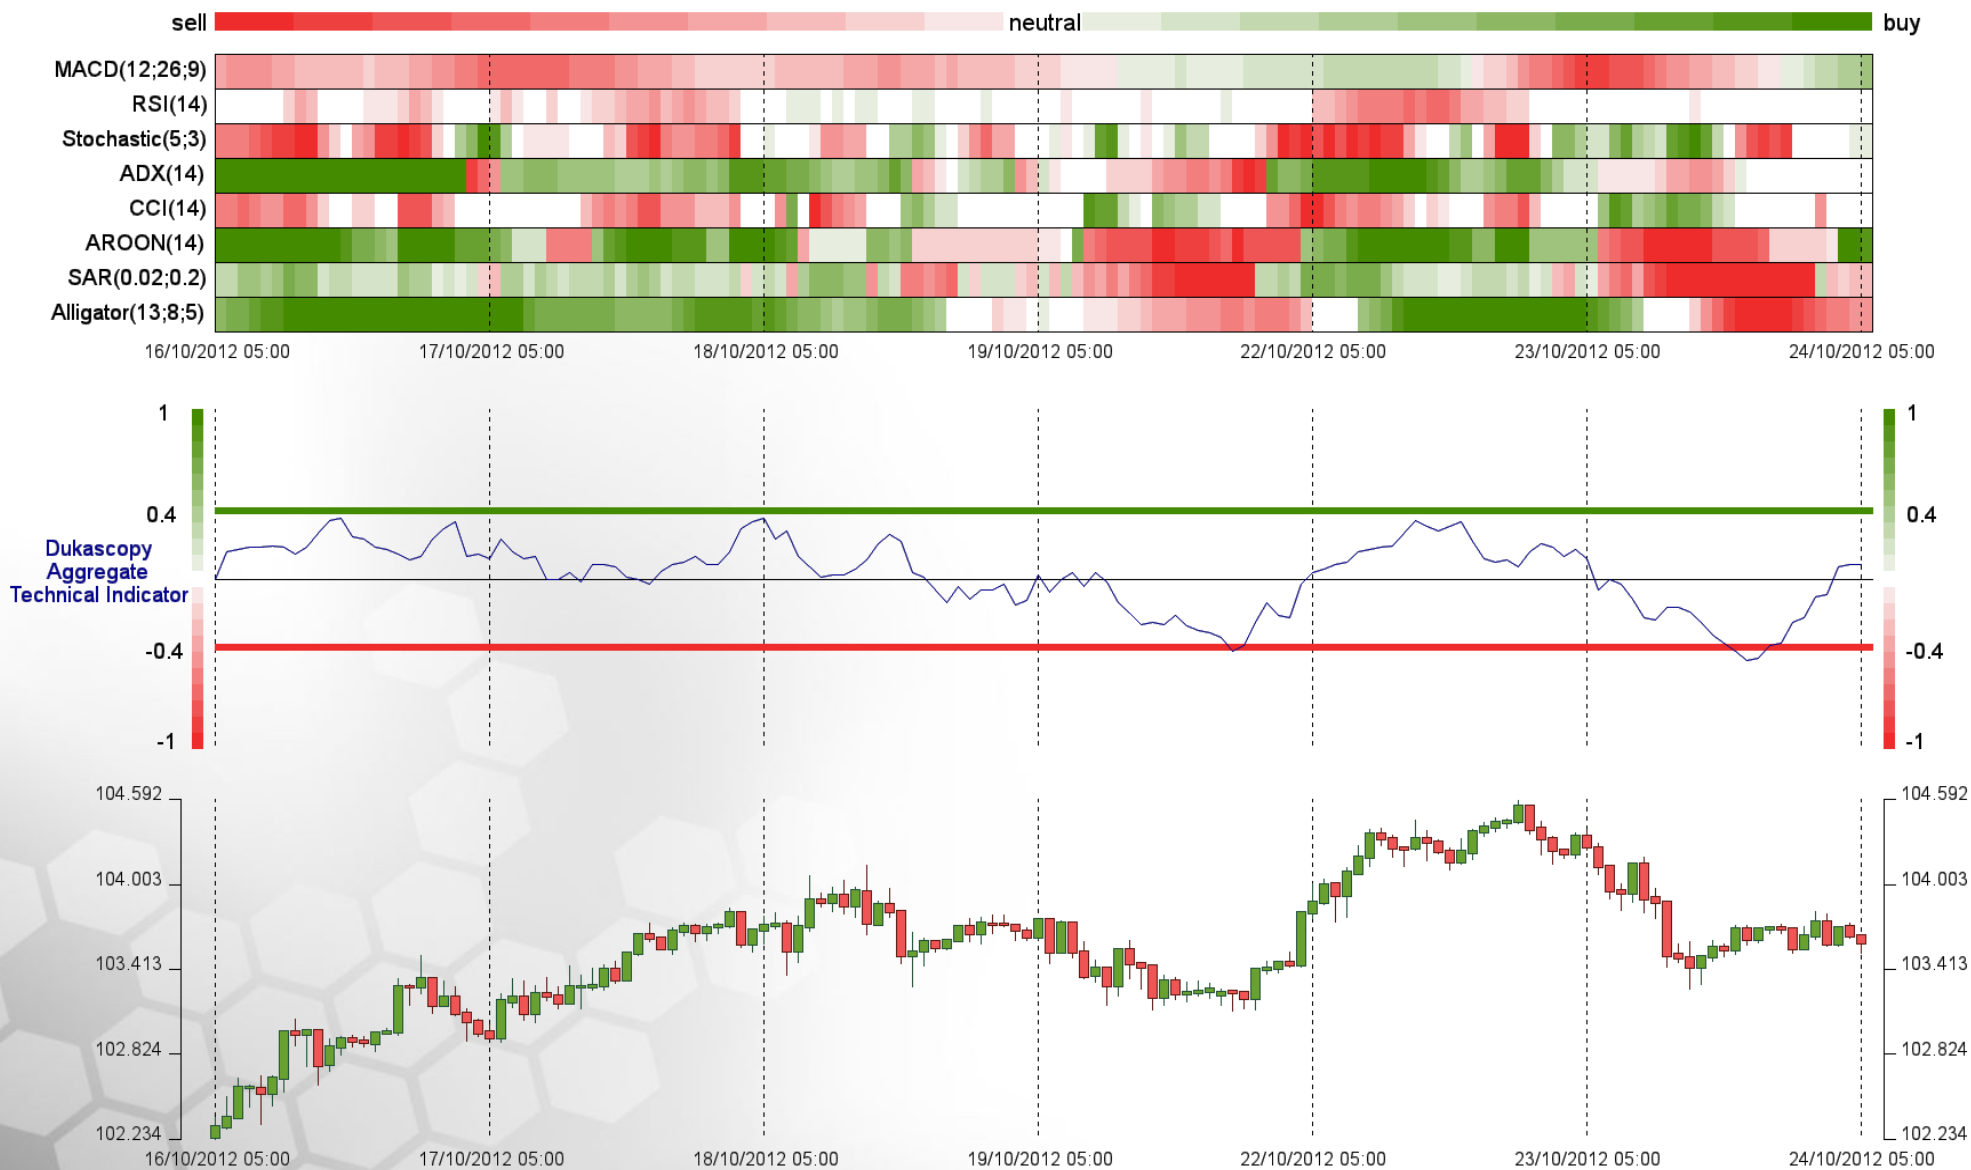 sell neutral buy
MACD(12;26;9)
RSI(14)
Stochastic(5;3)
ADX(14)
CCI(14)
AROON(14)
SAR(0.02;0.2)
Alligator(13;8;5)
16/10/2012 05:00 17/10/2012 05:00 18/10/2012 05:00 19/10/2012 05:00 22/10/2012 05:00 23/10/2012 05:00 24/10/2012 05:00
1 1
0.4 0.4
Dukascopy
Aggregate
Technical Indicator
-0.4 -0.4
-1 -1
104.592 104.592
104.003 104.003
103.413 103.413
102.824 102.824
102.234 102.234
16/10/2012 05:00 17/10/2012 05:00 18/10/2012 05:00 19/10/2012 05:00 22/10/2012 05:00 23/10/2012 05:00 24/10/2012 05:00